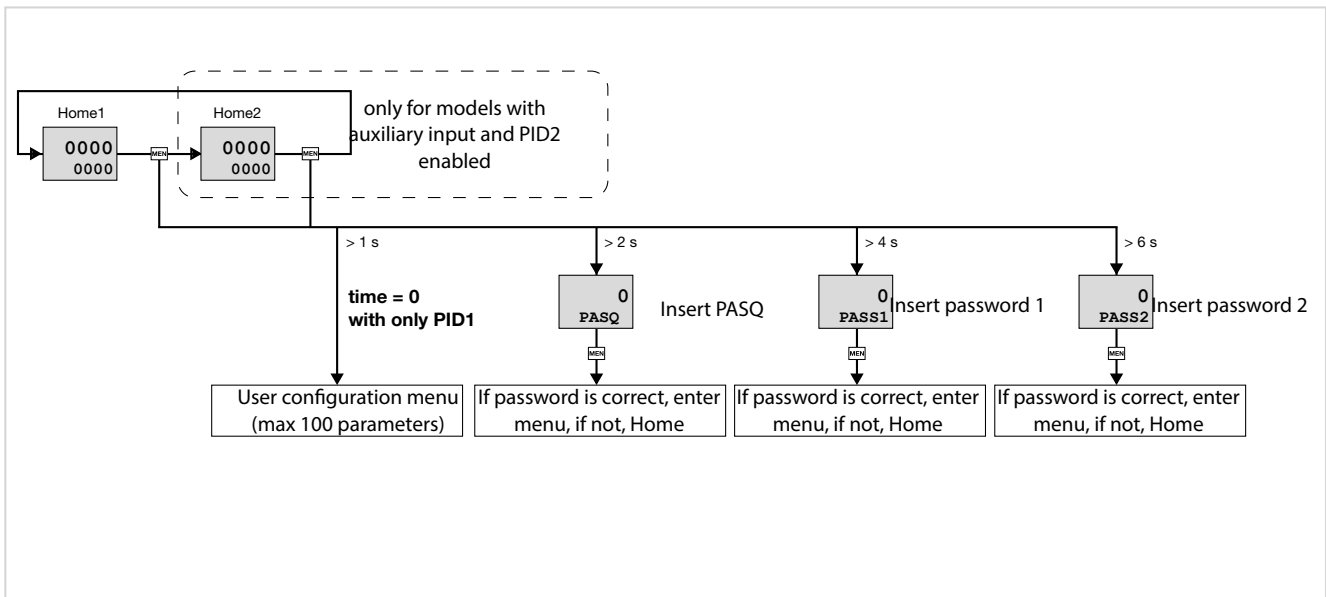 Home1
0000
0000
MEN
Home2
0000
0000
MEN
only for models with
auxiliary input and PID2
enabled
> 1 s
time = 0
with only PID1
User configuration menu
(max 100 parameters)
> 2 s
0
PASQ
Insert PASQ
MEN
If password is correct, enter
menu, if not, Home
> 4 s
0
PASS1
Insert password 1
MEN
If password is correct, enter
menu, if not, Home
> 6 s
0
PASS2
Insert password 2
MEN
If password is correct, enter
menu, if not, Home